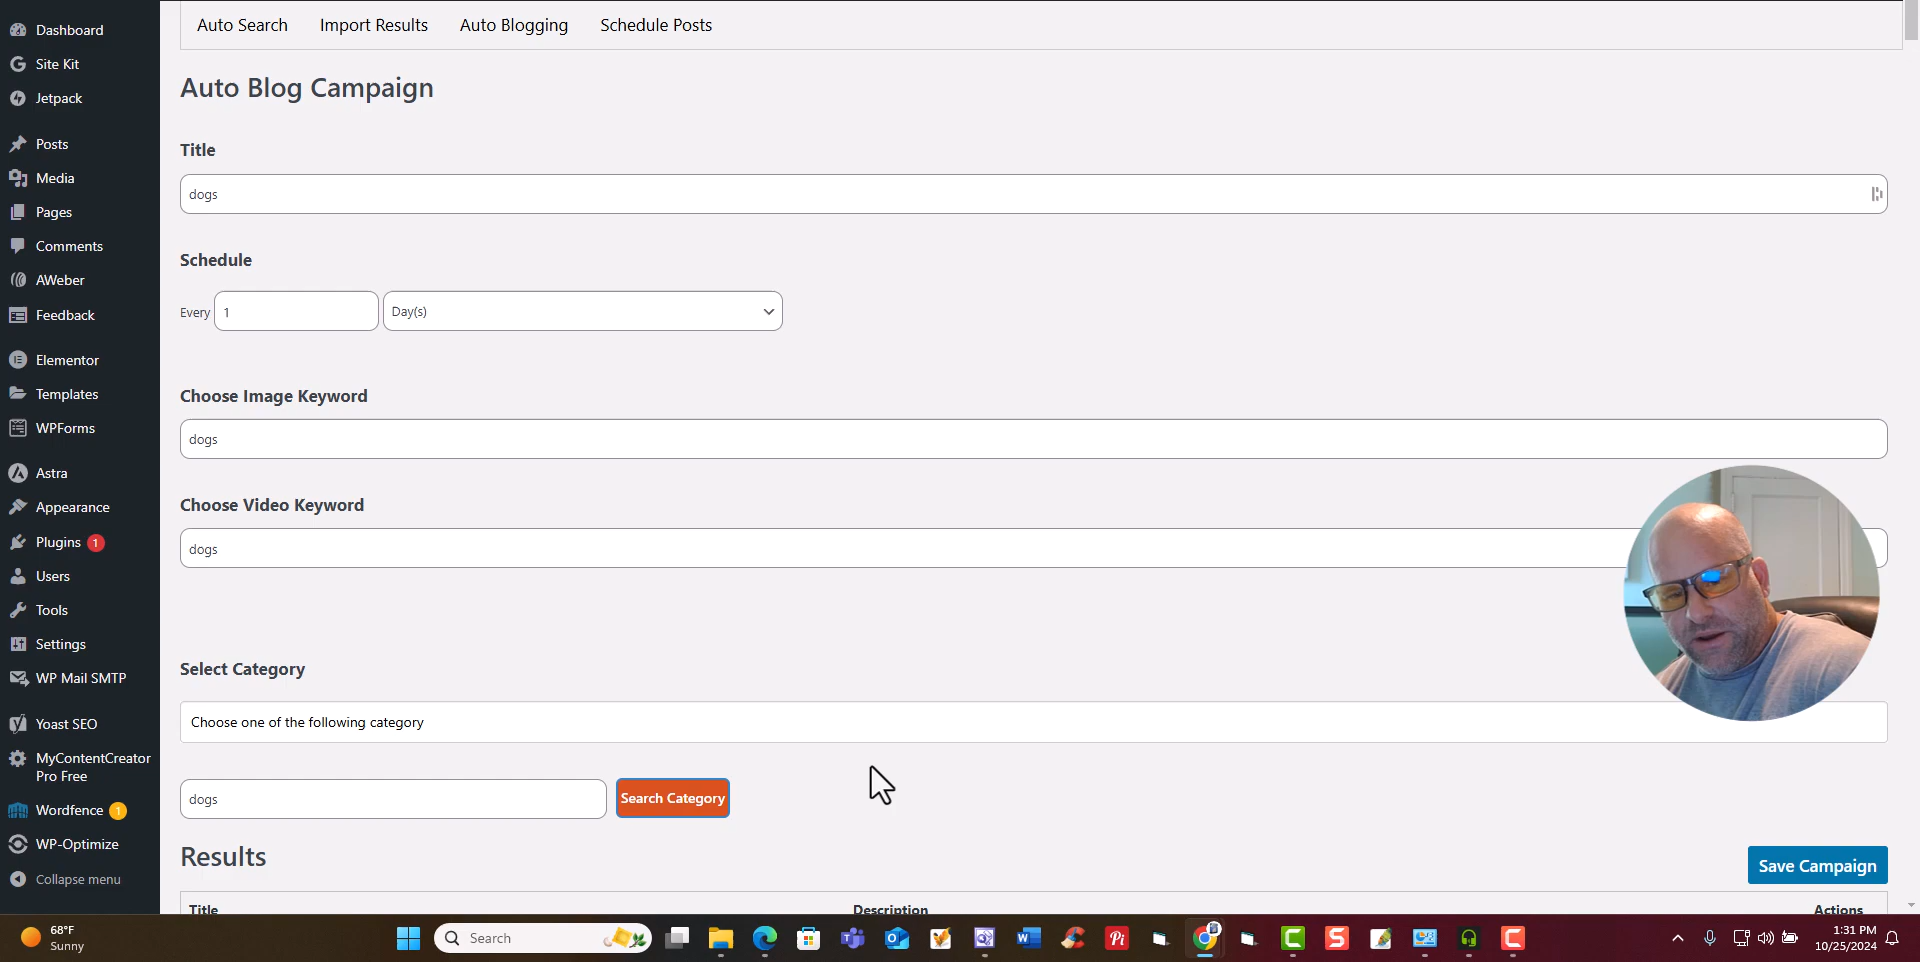 Auto Search Import Results Auto Blogging Schedule Posts
Dashboard
Site Kit
Jetpack
Posts
Media
Pages
Comments
AWeber
Feedback
Elementor
Templates
WPForms
Astra
Appearance
Plugins 1
Users
Tools
Settings
WP Mail SMTP
Yoast SEO
MyContentCreator
Pro Free
Wordfence 1
WP-Optimize
Collapse menu
Auto Blog Campaign
Title
dogs
Schedule
Every 1 Day(s)
Choose Image Keyword
dogs
Choose Video Keyword
dogs
Select Category
Choose one of the following category
dogs Search Category
Results
Save Campaign
Title Description Actions
68°F
Sunny
Search
1:31 PM
10/25/2024